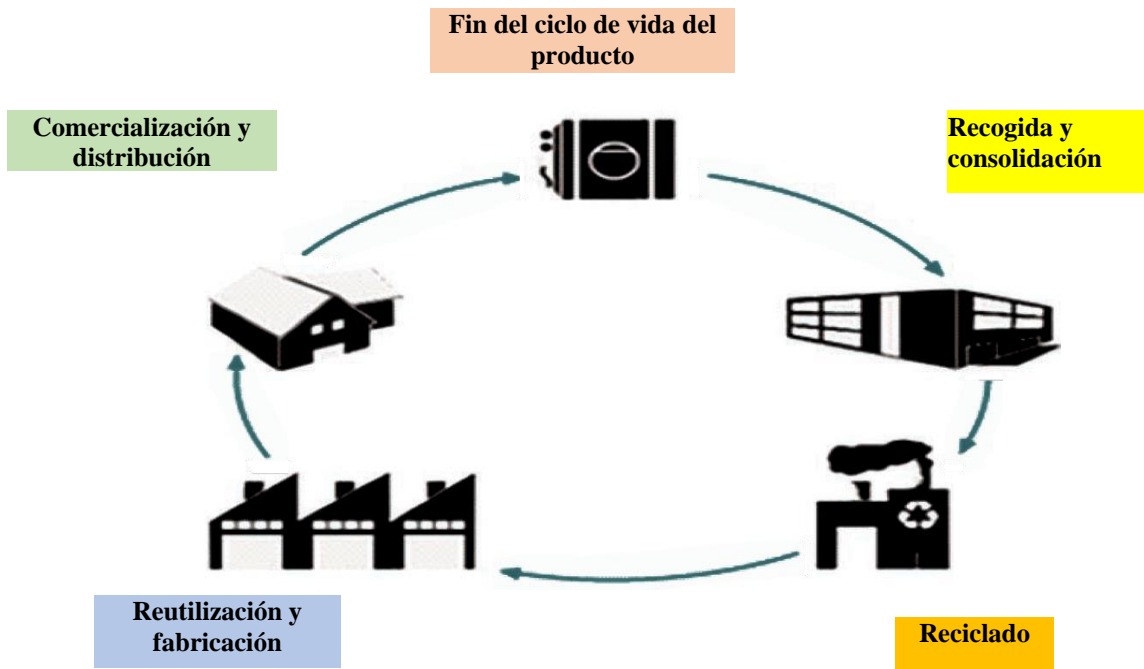 Fin del ciclo de vida del
producto
Comercialización y
distribución
Recogida y
consolidación
Reutilización y
fabricación
Reciclado